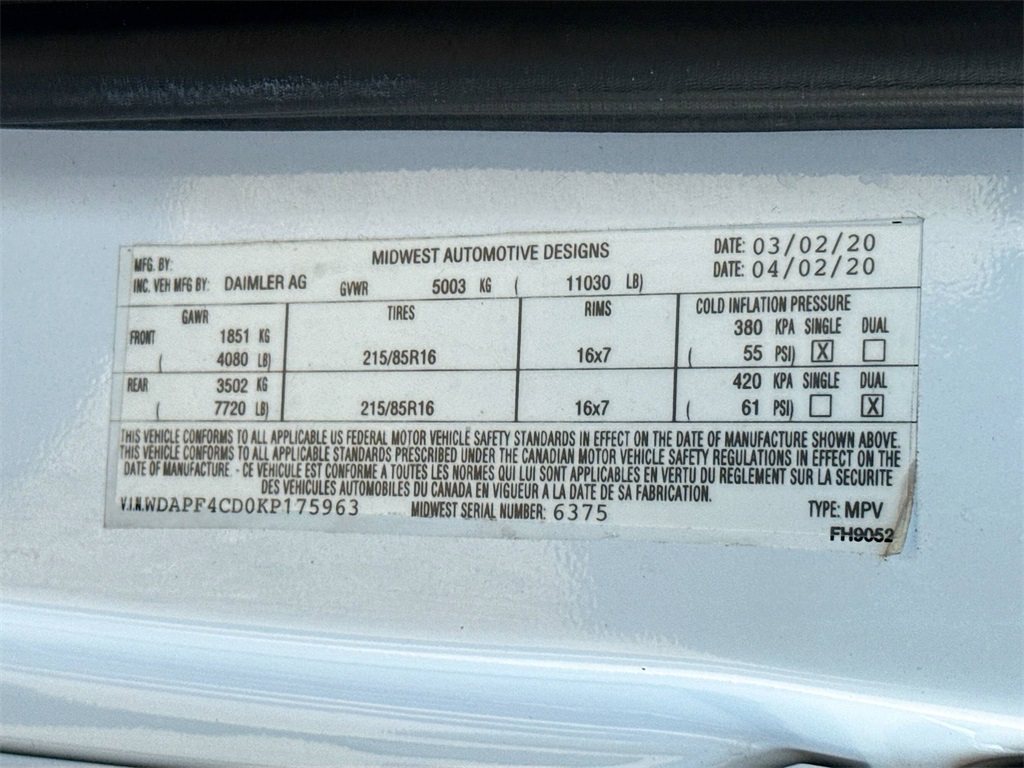 MFG. BY: MIDWEST AUTOMOTIVE DESIGNS DATE: 03/02/20
INC. VEH MFG BY: DAIMLER AG GVWR 5003 KG ( 11030 LB) DATE: 04/02/20
GAWR TIRES RIMS COLD INFLATION PRESSURE
FRONT 1851 KG 380 KPA SINGLE DUAL
( 4080 LB) 215/85R16 16x7 ( 55 PSI) X
REAR 3502 KG 420 KPA SINGLE DUAL
( 7720 LB) 215/85R16 16x7 ( 61 PSI) X
THIS VEHICLE CONFORMS TO ALL APPLICABLE US FEDERAL MOTOR VEHICLE SAFETY STANDARDS IN EFFECT ON THE DATE OF MANUFACTURE SHOWN ABOVE.
THIS VEHICLE CONFORMS TO ALL APPLICABLE STANDARDS PRESCRIBED UNDER THE CANADIAN MOTOR VEHICLE SAFETY REGULATIONS IN EFFECT ON THE
DATE OF MANUFACTURE. - CE VEHICULE EST CONFORME A TOUTES LES NORMES QUI LUI SONT APPLICABLES EN VERTU DU REGLEMENT SUR LA SECURITE
DES VEHICULES AUTOMOBILES DU CANADA EN VIGUEUR A LA DATE DE SA FABRICATION.
V.I.N. WDAPF4CD0KP175963 MIDWEST SERIAL NUMBER: 6375 TYPE: MPV
FH9052